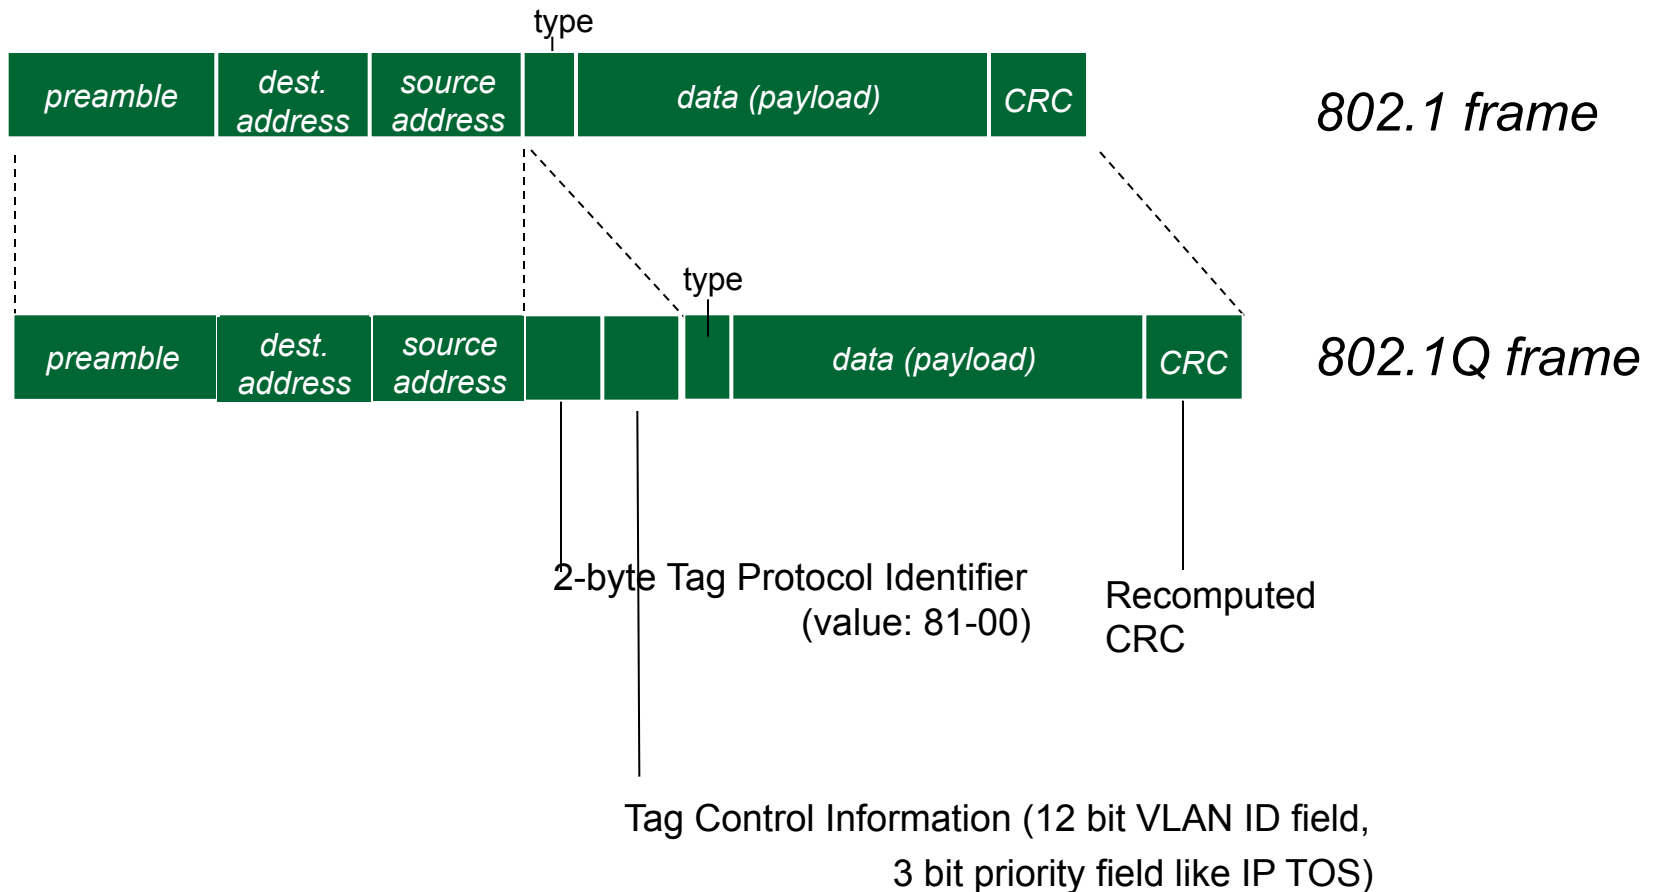 type
preamble
dest.
address
source
address
data (payload)
CRC
802.1 frame
type
preamble
dest.
address
source
address
data (payload)
CRC
802.1Q frame
2-byte Tag Protocol Identifier
(value: 81-00)
Recomputed
CRC
Tag Control Information (12 bit VLAN ID field,
3 bit priority field like IP TOS)